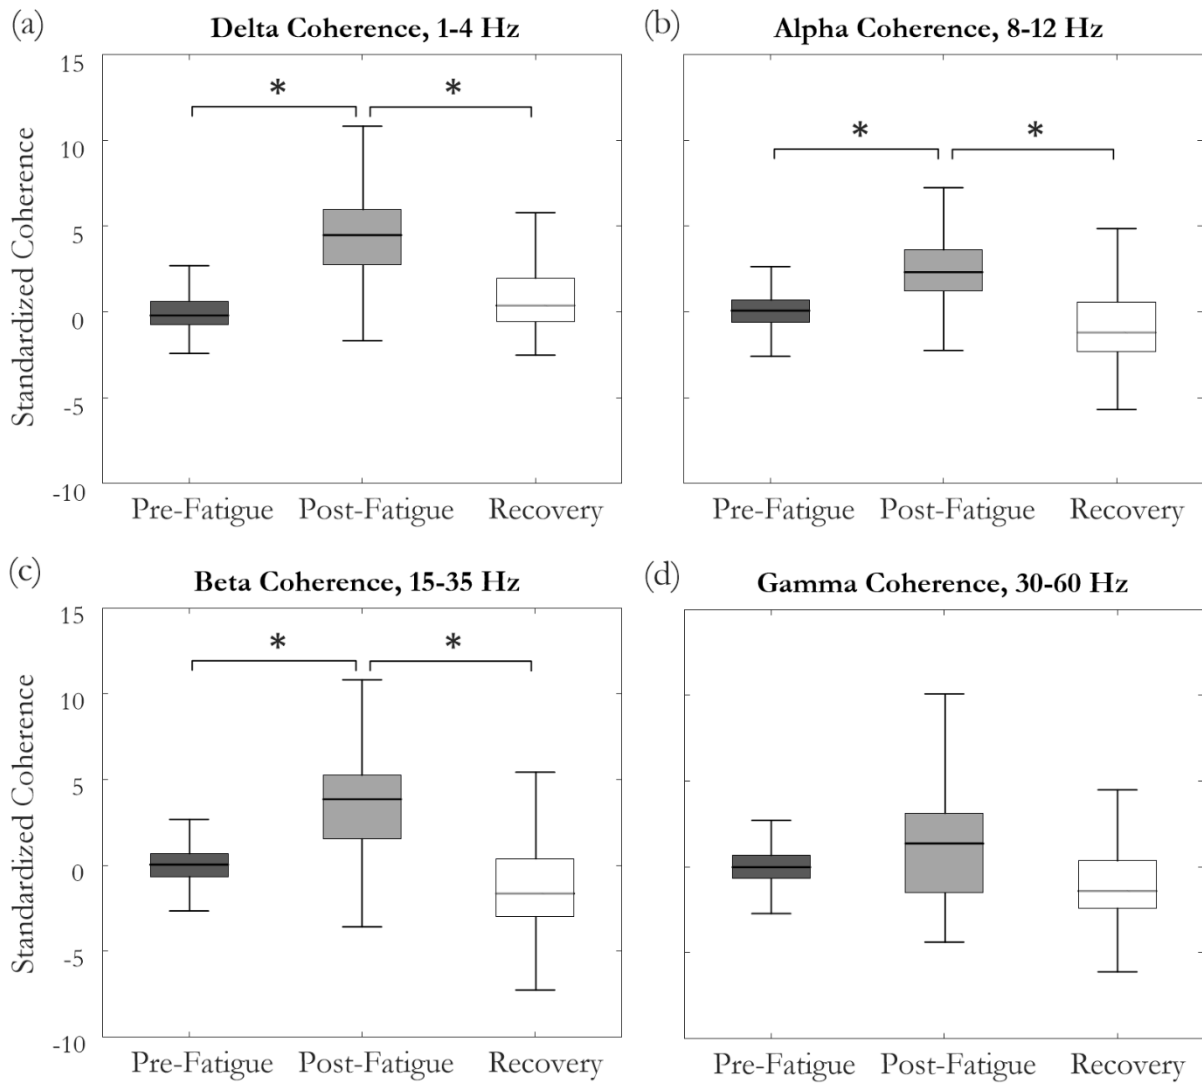 (a)
Delta Coherence, 1-4 Hz
(b)
Alpha Coherence, 8-12 Hz
15
10
5
0
-5
-10
Standardized Coherence
* *
* *
Pre-Fatigue Post-Fatigue Recovery
Pre-Fatigue Post-Fatigue Recovery
(c)
Beta Coherence, 15-35 Hz
(d)
Gamma Coherence, 30-60 Hz
15
10
5
0
-5
-10
Standardized Coherence
* *
Pre-Fatigue Post-Fatigue Recovery
Pre-Fatigue Post-Fatigue Recovery